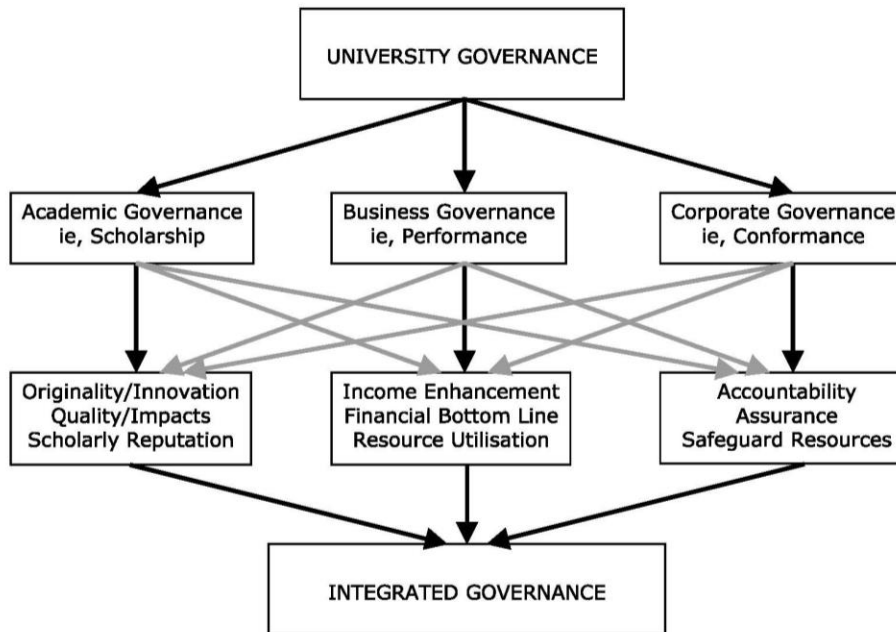 UNIVERSITY GOVERNANCE
Academic Governance
ie, Scholarship
Business Governance
ie, Performance
Corporate Governance
ie, Conformance
Originality/Innovation
Quality/Impacts
Scholarly Reputation
Income Enhancement
Financial Bottom Line
Resource Utilisation
Accountability
Assurance
Safeguard Resources
INTEGRATED GOVERNANCE